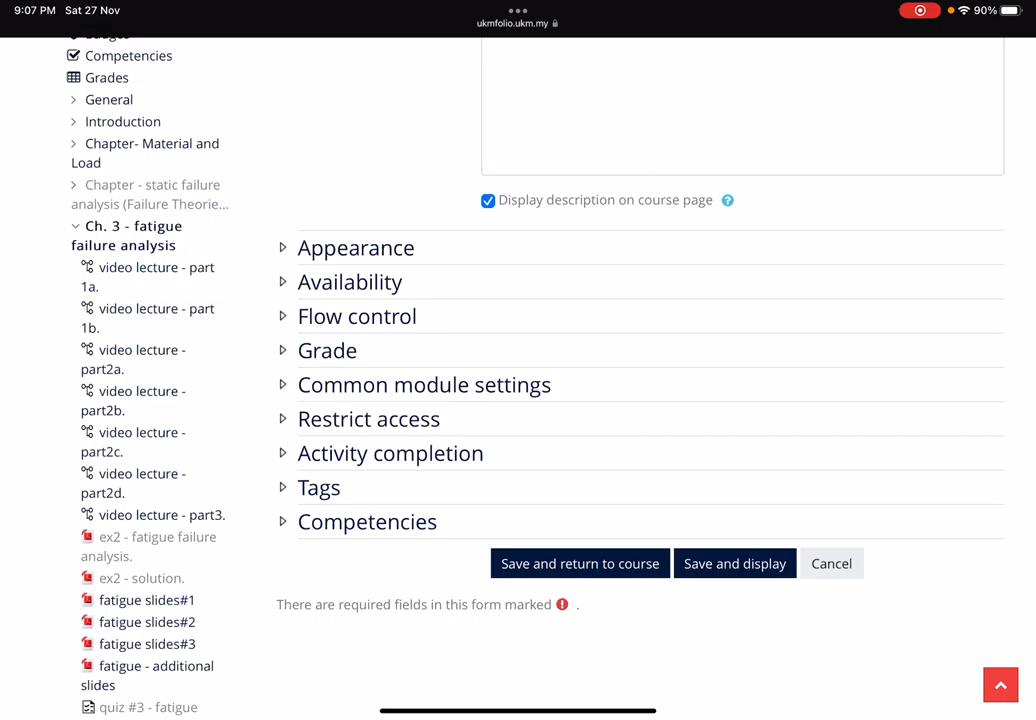 9:07 PM Sat 27 Nov
ukmfolio.ukm.my
90%
Badges
Competencies
Grades
General
Introduction
Chapter- Material and
Load
Chapter - static failure
analysis (Failure Theorie...
Ch. 3 - fatigue
failure analysis
video lecture - part
1a.
video lecture - part
1b.
video lecture -
part2a.
video lecture -
part2b.
video lecture -
part2c.
video lecture -
part2d.
video lecture - part3.
ex2 - fatigue failure
analysis.
ex2 - solution.
fatigue slides#1
fatigue slides#2
fatigue slides#3
fatigue - additional
slides
quiz #3 - fatigue
Display description on course page
Appearance
Availability
Flow control
Grade
Common module settings
Restrict access
Activity completion
Tags
Competencies
Save and return to course
Save and display
Cancel
There are required fields in this form marked .